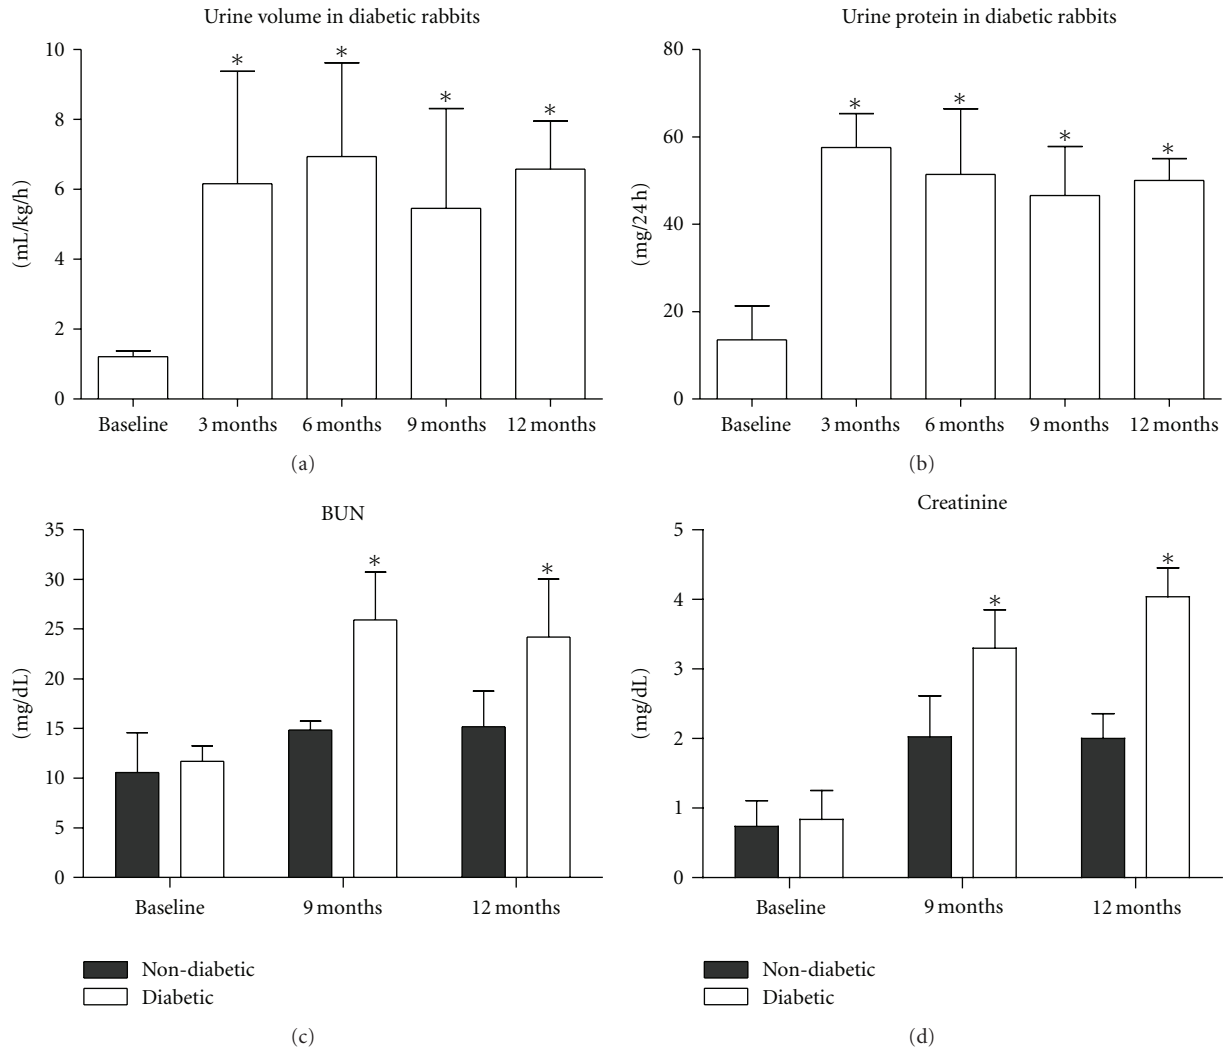 Urine volume in diabetic rabbits
10
8
6
4
2
0
(mL/kg/h)
* * * *
Baseline 3 months 6 months 9 months 12 months
(a)
Urine protein in diabetic rabbits
80
60
40
20
0
(mg/24 h)
* * * *
Baseline 3 months 6 months 9 months 12 months
(b)
BUN
35
30
25
20
15
10
5
0
(mg/dL)
* *
Baseline 9 months 12 months
Non-diabetic
Diabetic
(c)
Creatinine
5
4
3
2
1
0
(mg/dL)
* *
Baseline 9 months 12 months
Non-diabetic
Diabetic
(d)